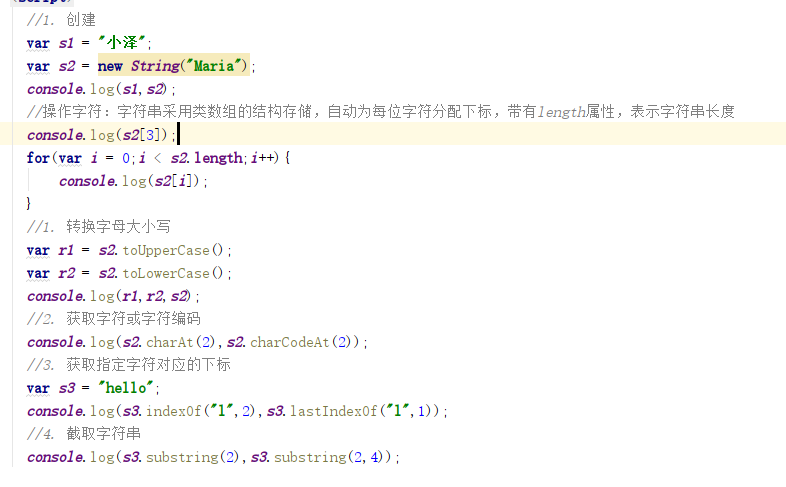 //1. 创建
var s1 = "小泽";
var s2 = new String("Maria");
console.log(s1,s2);
//操作字符：字符串采用类数组的结构存储，自动为每位字符分配下标，带有length属性，表示字符串长度
console.log(s2[3]);
for(var i = 0;i < s2.length;i++){
console.log(s2[i]);
}
//1. 转换字母大小写
var r1 = s2.toUpperCase();
var r2 = s2.toLowerCase();
console.log(r1,r2,s2);
//2. 获取字符或字符编码
console.log(s2.charAt(2),s2.charCodeAt(2));
//3. 获取指定字符对应的下标
var s3 = "hello";
console.log(s3.indexOf("l",2),s3.lastIndexOf("l",1));
//4. 截取字符串
console.log(s3.substring(2),s3.substring(2,4));